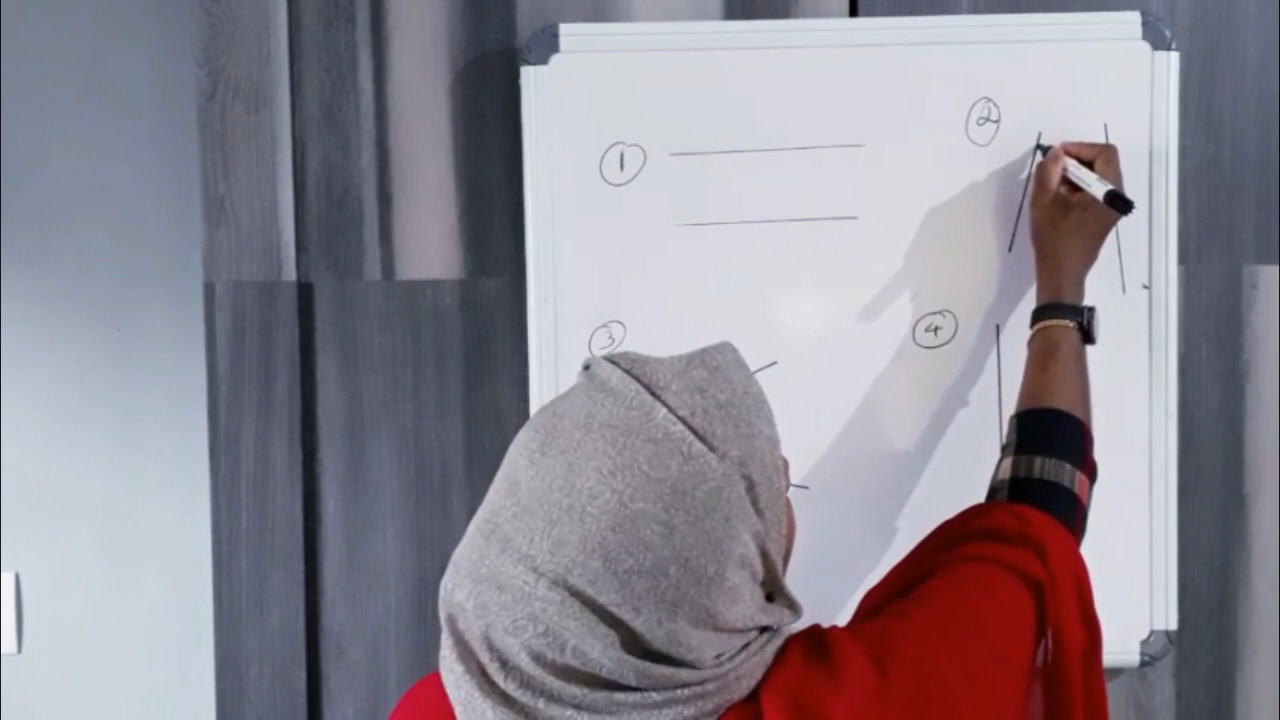 ①
②
③
④